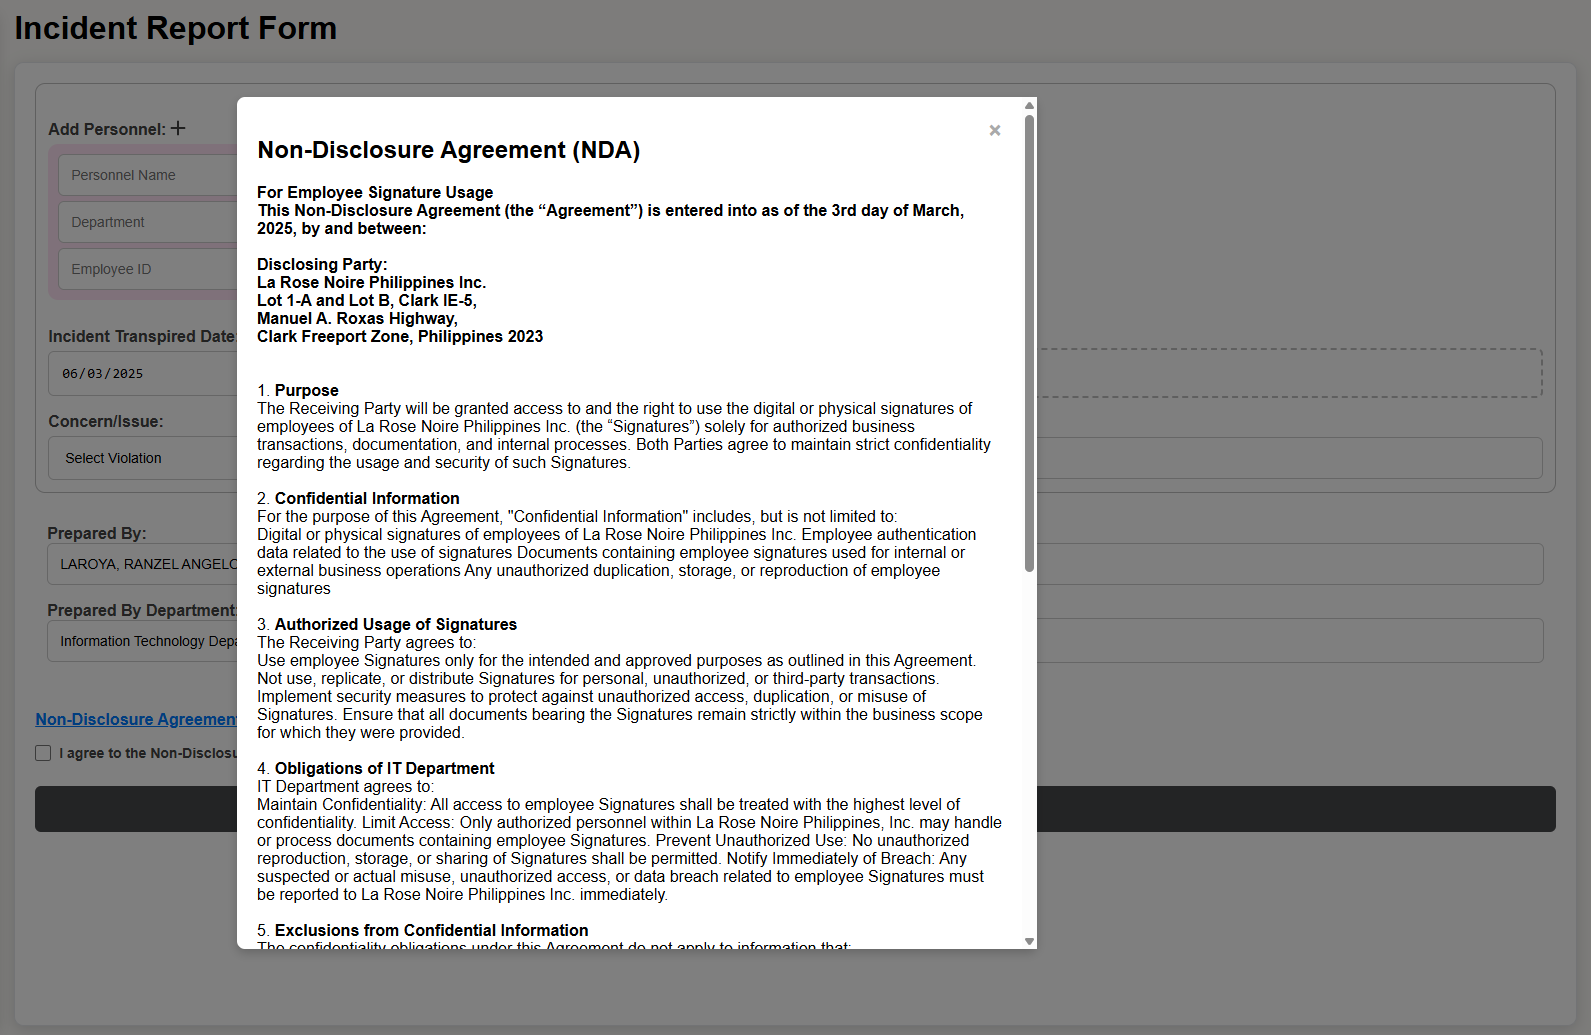 Incident Report Form
Add Personnel:
Personnel Name
Department
Employee ID
Incident Transpired Date:
06/03/2025
Concern/Issue:
Select Violation
Prepared By:
LAROYA, RANZEL ANGELO
Prepared By Department:
Information Technology Depa
Non-Disclosure Agreement
I agree to the Non-Disclosu
×
Non-Disclosure Agreement (NDA)
For Employee Signature Usage
This Non-Disclosure Agreement (the “Agreement”) is entered into as of the 3rd day of March,
2025, by and between:
Disclosing Party:
La Rose Noire Philippines Inc.
Lot 1-A and Lot B, Clark IE-5,
Manuel A. Roxas Highway,
Clark Freeport Zone, Philippines 2023
1. Purpose
The Receiving Party will be granted access to and the right to use the digital or physical signatures of
employees of La Rose Noire Philippines Inc. (the “Signatures”) solely for authorized business
transactions, documentation, and internal processes. Both Parties agree to maintain strict confidentiality
regarding the usage and security of such Signatures.
2. Confidential Information
For the purpose of this Agreement, "Confidential Information" includes, but is not limited to:
Digital or physical signatures of employees of La Rose Noire Philippines Inc. Employee authentication
data related to the use of signatures Documents containing employee signatures used for internal or
external business operations Any unauthorized duplication, storage, or reproduction of employee
signatures
3. Authorized Usage of Signatures
The Receiving Party agrees to:
Use employee Signatures only for the intended and approved purposes as outlined in this Agreement.
Not use, replicate, or distribute Signatures for personal, unauthorized, or third-party transactions.
Implement security measures to protect against unauthorized access, duplication, or misuse of
Signatures. Ensure that all documents bearing the Signatures remain strictly within the business scope
for which they were provided.
4. Obligations of IT Department
IT Department agrees to:
Maintain Confidentiality: All access to employee Signatures shall be treated with the highest level of
confidentiality. Limit Access: Only authorized personnel within La Rose Noire Philippines, Inc. may handle
or process documents containing employee Signatures. Prevent Unauthorized Use: No unauthorized
reproduction, storage, or sharing of Signatures shall be permitted. Notify Immediately of Breach: Any
suspected or actual misuse, unauthorized access, or data breach related to employee Signatures must
be reported to La Rose Noire Philippines Inc. immediately.
5. Exclusions from Confidential Information
The confidentiality obligations under this Agreement do not apply to information that: